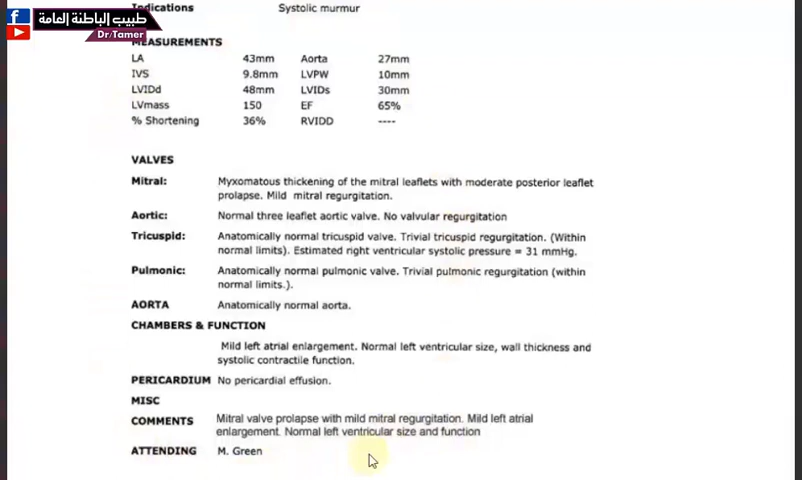 Indications Systolic murmur
طبيب الباطنة العامة
Dr/Tamer
MEASUREMENTS
LA 43mm Aorta 27mm
IVS 9.8mm LVPW 10mm
LVIDd 48mm LVIDs 30mm
LVmass 150 EF 65%
% Shortening 36% RVIDD ----
VALVES
Mitral: Myxomatous thickening of the mitral leaflets with moderate posterior leaflet
prolapse. Mild mitral regurgitation.
Aortic: Normal three leaflet aortic valve. No valvular regurgitation
Tricuspid: Anatomically normal tricuspid valve. Trivial tricuspid regurgitation. (Within
normal limits). Estimated right ventricular systolic pressure = 31 mmHg.
Pulmonic: Anatomically normal pulmonic valve. Trivial pulmonic regurgitation (within
normal limits.).
AORTA Anatomically normal aorta.
CHAMBERS & FUNCTION
Mild left atrial enlargement. Normal left ventricular size, wall thickness and
systolic contractile function.
PERICARDIUM No pericardial effusion.
MISC
COMMENTS Mitral valve prolapse with mild mitral regurgitation. Mild left atrial
enlargement. Normal left ventricular size and function
ATTENDING M. Green